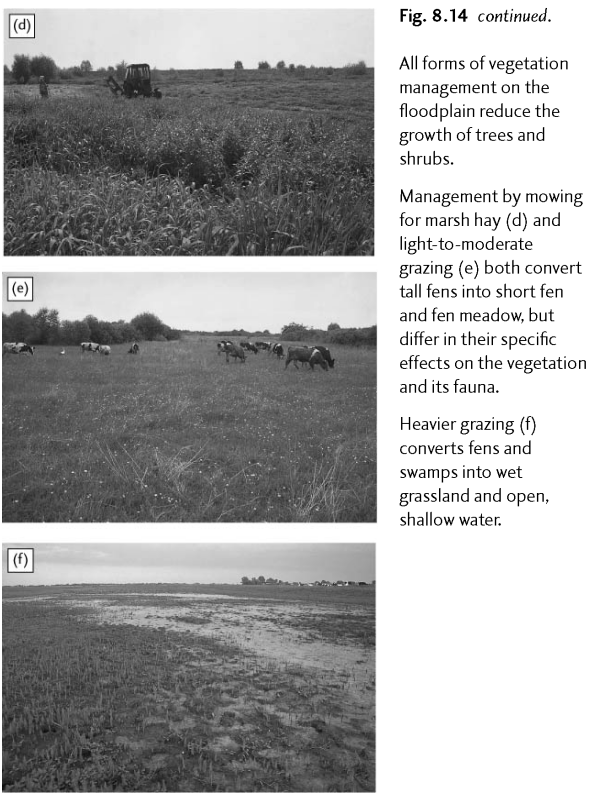 (d)
Fig. 8.14 continued.
All forms of vegetation
management on the
floodplain reduce the
growth of trees and
shrubs.
Management by mowing
for marsh hay (d) and
light-to-moderate
grazing (e) both convert
tall fens into short fen
and fen meadow, but
differ in their specific
effects on the vegetation
and its fauna.
Heavier grazing (f)
converts fens and
swamps into wet
grassland and open,
shallow water.
(e)
(f)